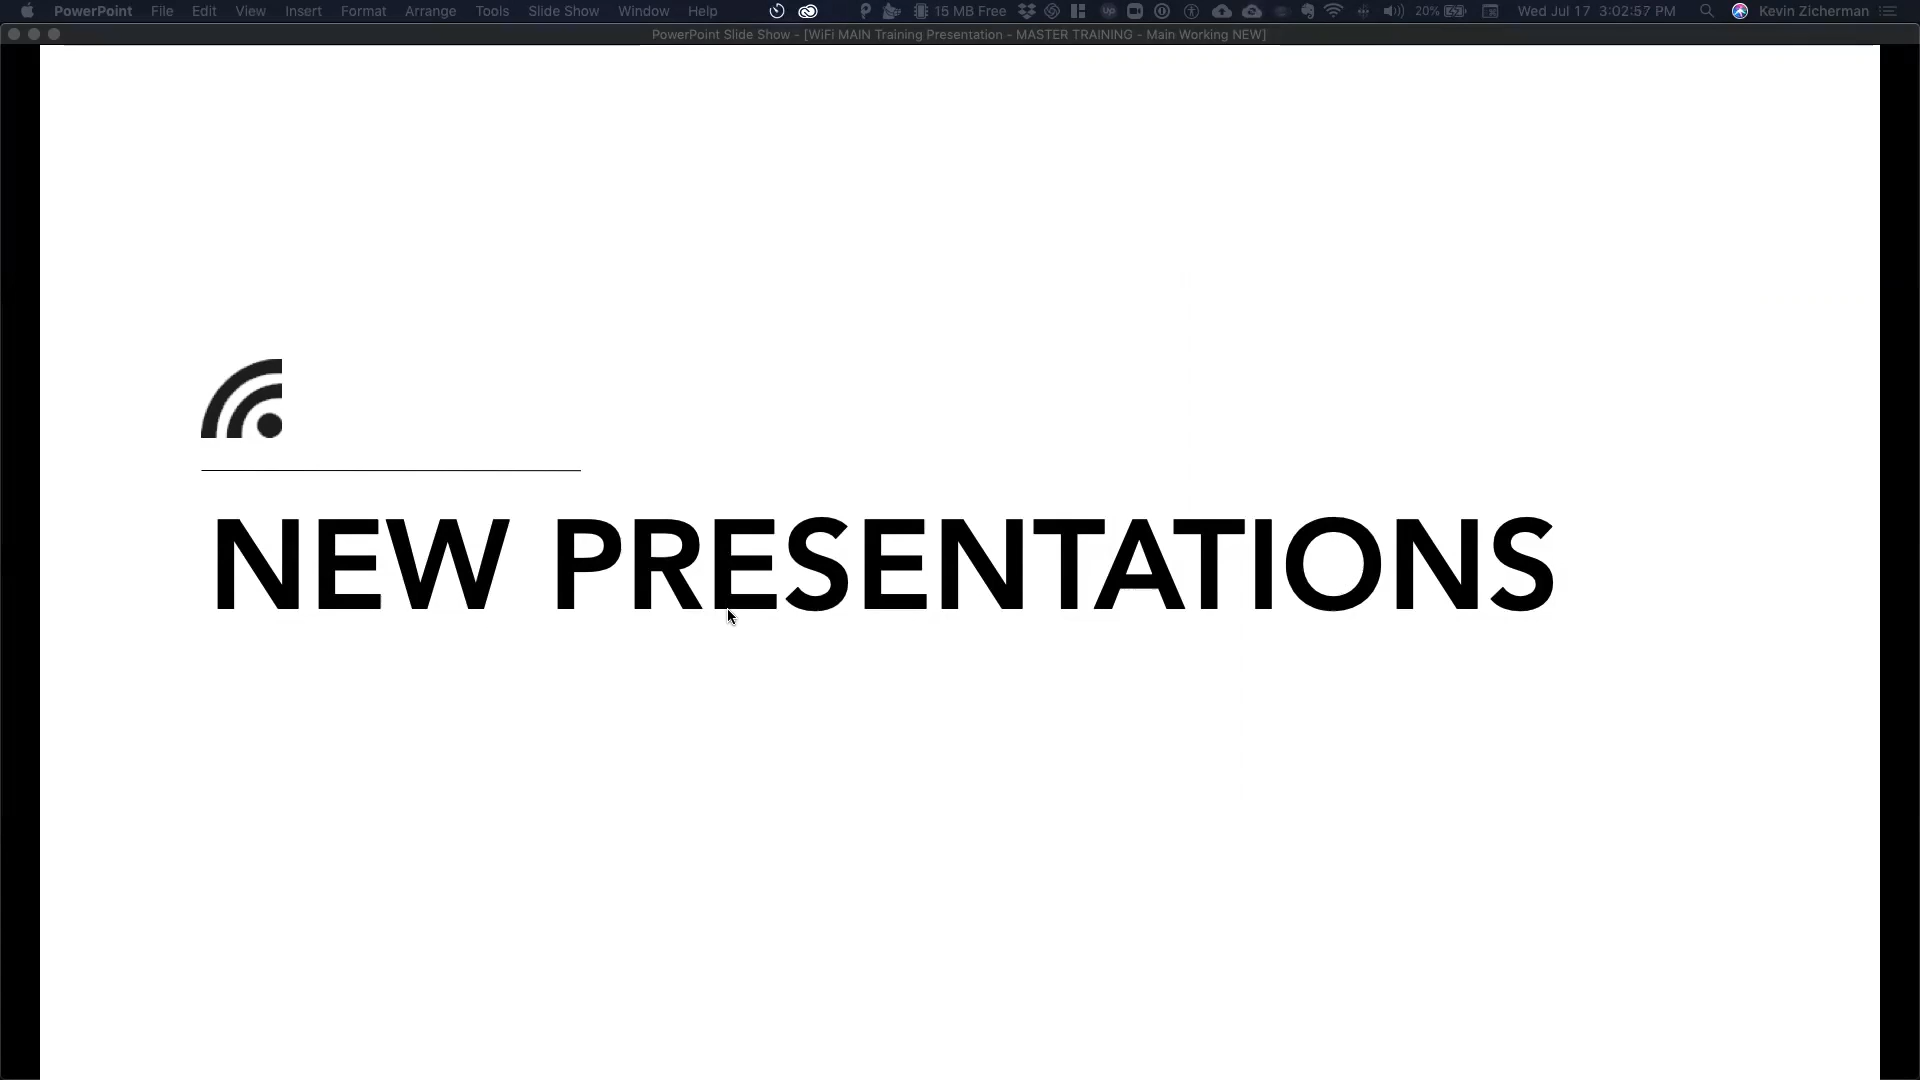 PowerPoint File Edit View Insert Format Arrange Tools Slide Show Window Help 15 MB Free 20% Wed Jul 17 3:02:57 PM Kevin Zicherman
PowerPoint Slide Show - [WiFi MAIN Training Presentation - MASTER TRAINING - Main Working NEW]
NEW PRESENTATIONS